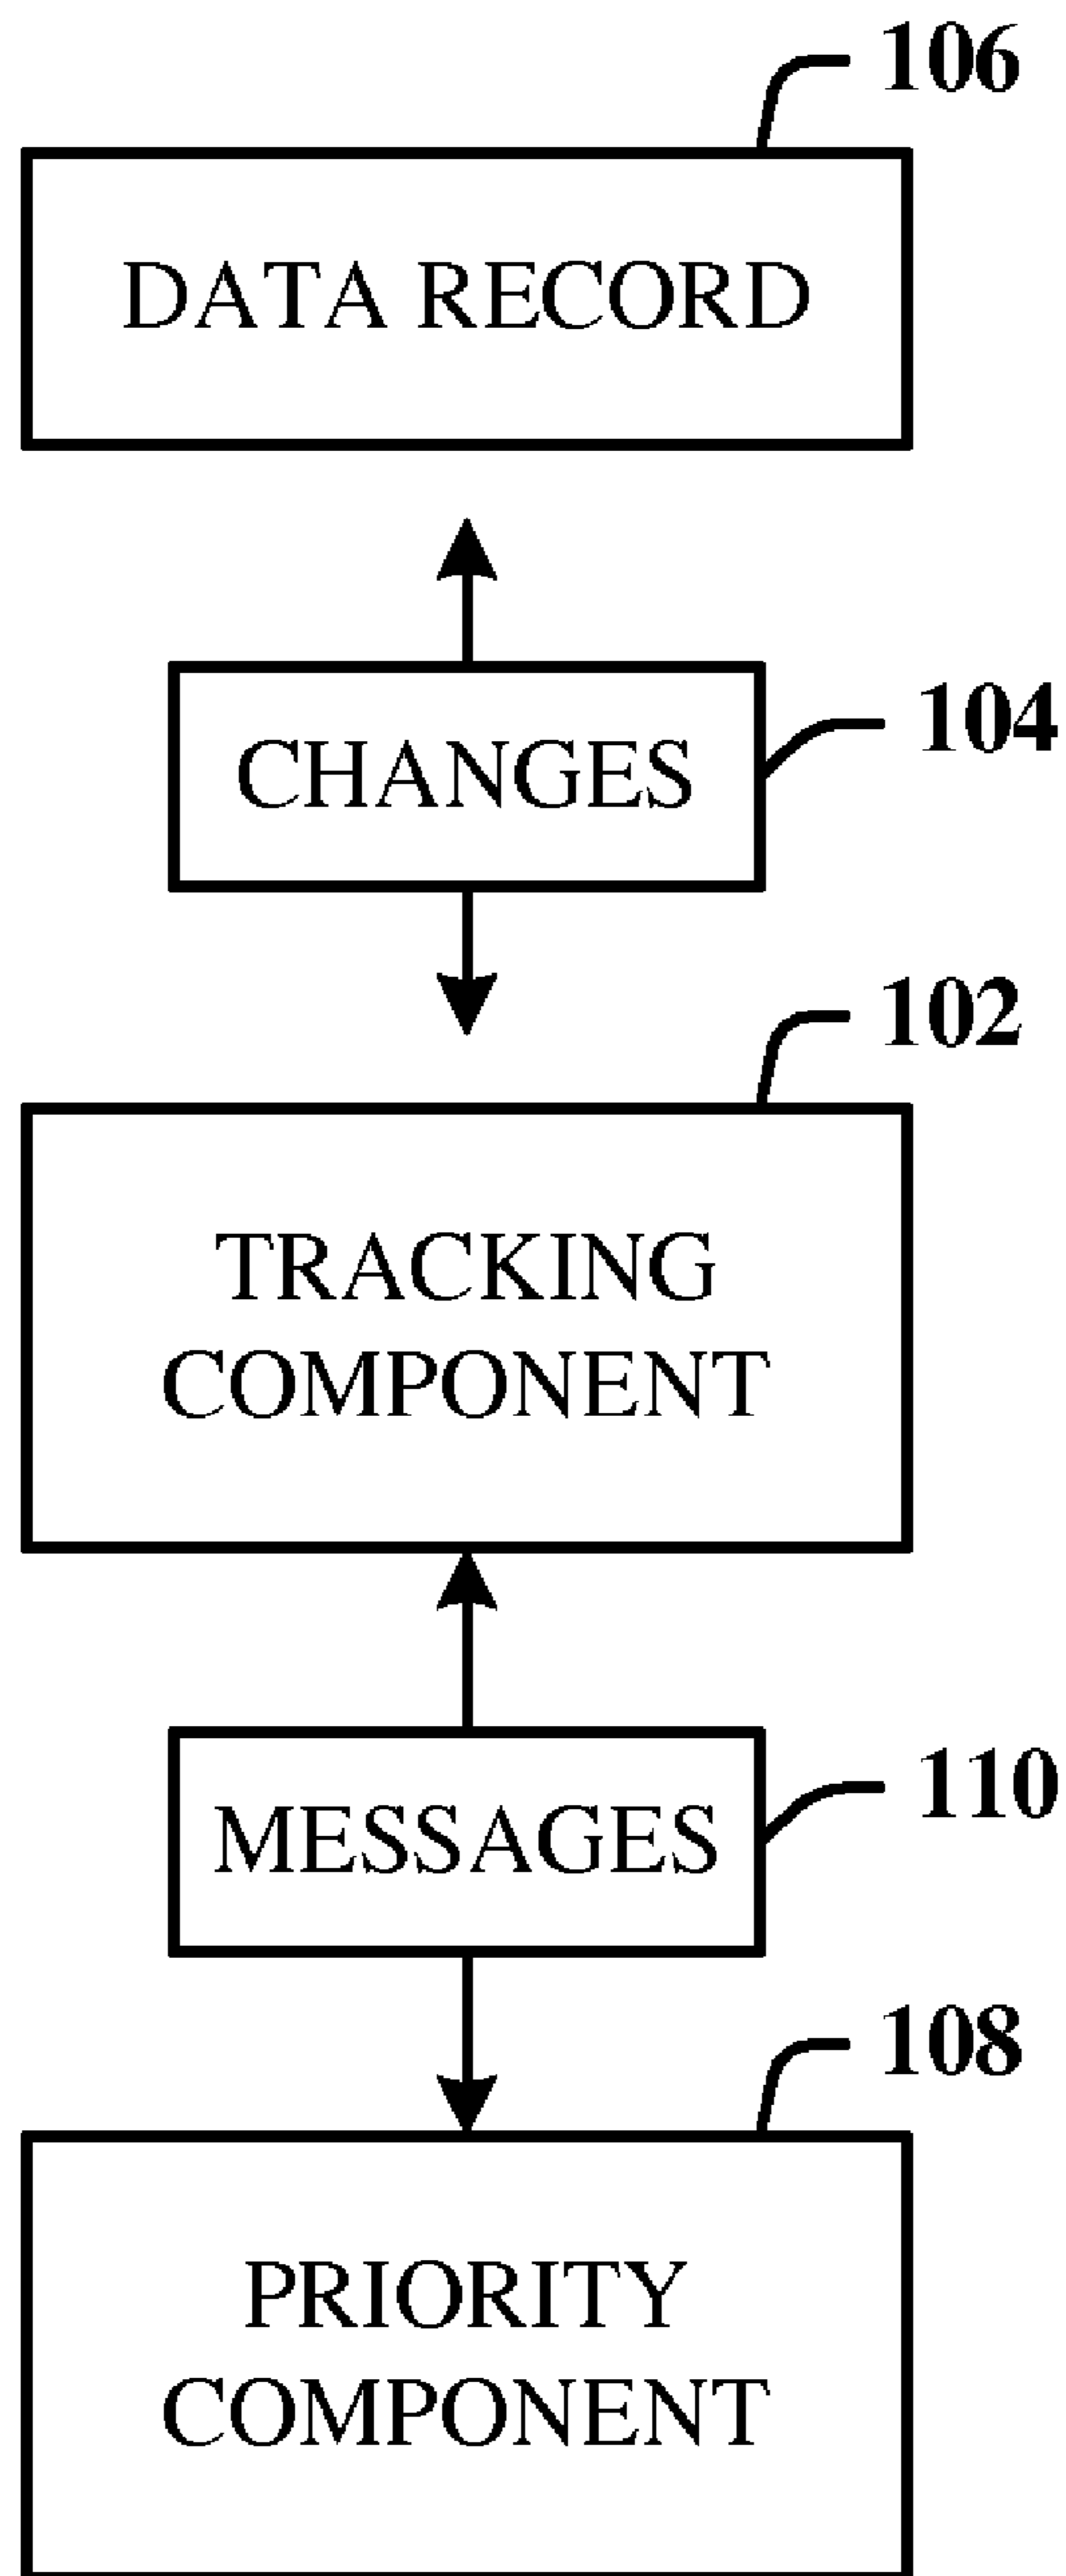 106
DATA RECORD
CHANGES
104
102
TRACKING
COMPONENT
MESSAGES
110
108
PRIORITY
COMPONENT